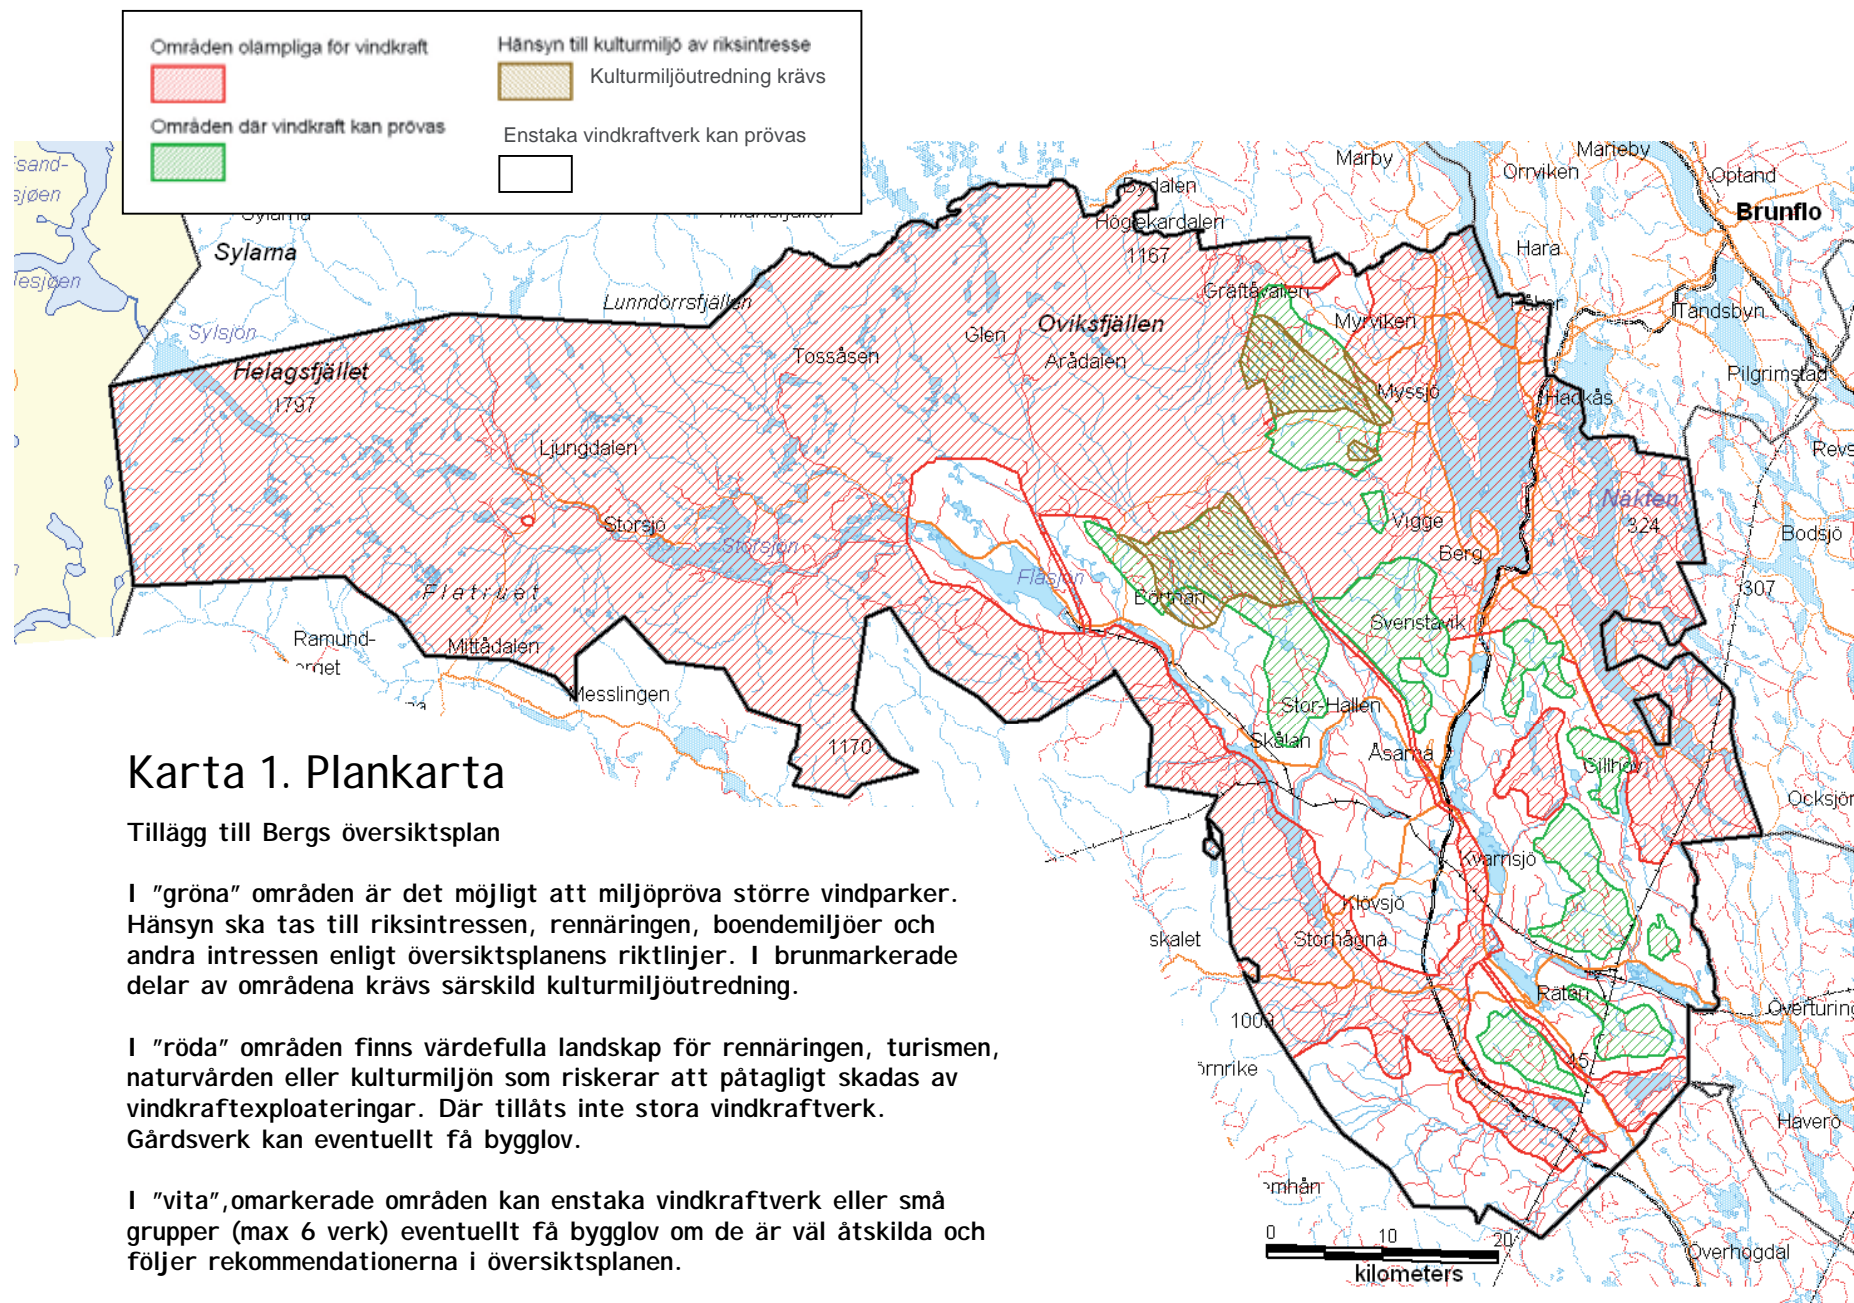 Områden olämpliga för vindkraft
Hänsyn till kulturmiljö av riksintresse
Kulturmiljöutredning krävs
Områden där vindkraft kan prövas
Enstaka vindkraftverk kan prövas
Marby
Orrviken
Marieby
Optand
Brunflo
Bydalen
Höglekardalen
1167
Hara
Sylarna
Lunndörrsfjällen
Gräftåvallen
Sylsjön
Glen
Oviksfjällen
Arådalen
Myrviken
Tandsbyn
Tossåsen
Helagsfjället
1797
Pilgrimstad
Myssjö
Hackås
Ljungdalen
Näkten
324
Storsjö
Storsjön
Vigge
Berg
Bodsjö
Flatruet
Flåsjön
Börtnan
307
Svenstavik
Ramund-
Mittådalen
Messlingen
Stor-Hallen
Skålan
Åsarna
1170
Gillhov
Ocksjön
Kvarnsjö
Klövsjö
skalet
Storhågna
Rätan
Överturing
Haverö
Överhogdal
Karta 1. Plankarta
Tillägg till Bergs översiktsplan
I "gröna" områden är det möjligt att miljöpröva större vindparker.
Hänsyn ska tas till riksintressen, rennäringen, boendemiljöer och
andra intressen enligt översiktsplanens riktlinjer. I brunmarkerade
delar av områdena krävs särskild kulturmiljöutredning.
I "röda" områden finns värdefulla landskap för rennäringen, turismen,
naturvården eller kulturmiljön som riskerar att påtagligt skadas av
vindkraftexploateringar. Där tillåts inte stora vindkraftverk.
Gårdsverk kan eventuellt få bygglov.
I "vita",omarkerade områden kan enstaka vindkraftverk eller små
grupper (max 6 verk) eventuellt få bygglov om de är väl åtskilda och
följer rekommendationerna i översiktsplanen.
0 10 20
kilometers